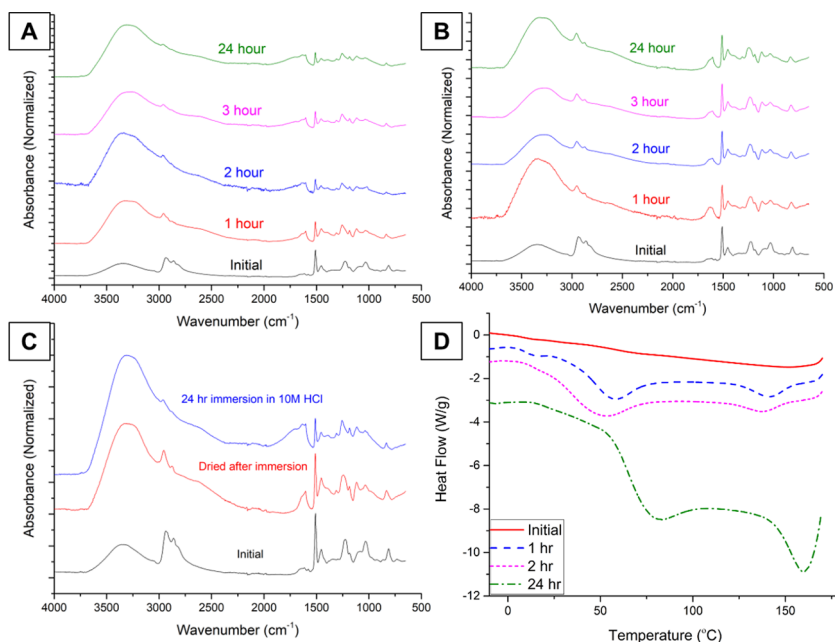 A
24 hour
3 hour
2 hour
1 hour
Initial
Absorbance (Normalized)
4000 3500 3000 2500 2000 1500 1000 500
Wavenumber (cm-1)
B
24 hour
3 hour
2 hour
1 hour
Initial
Absorbance (Normalized)
4000 3500 3000 2500 2000 1500 1000 500
Wavenumber (cm-1)
C
24 hr immersion in 10M HCl
Dried after immersion
Initial
Absorbance (Normalized)
4000 3500 3000 2500 2000 1500 1000 500
Wavenumber (cm-1)
D
0
-2
-4
-6
-8
-10
-12
Heat Flow (W/g)
Initial
1 hr
2 hr
24 hr
0 50 100 150
Temperature (°C)